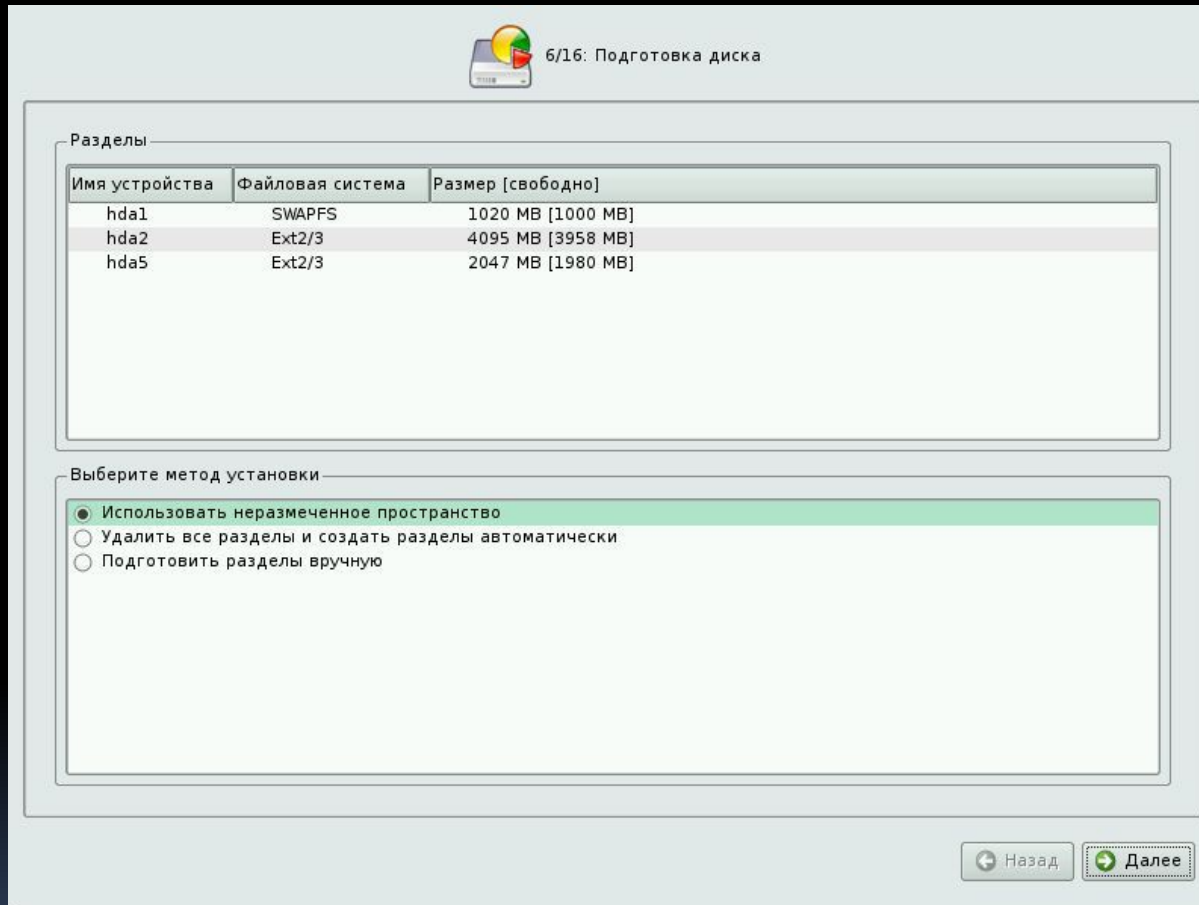 6/16: Подготовка диска
Разделы
Имя устройства Файловая система Размер [свободно]
hda1 SWAPFS 1020 MB [1000 MB]
hda2 Ext2/3 4095 MB [3958 MB]
hda5 Ext2/3 2047 MB [1980 MB]
Выберите метод установки
Использовать неразмеченное пространство
Удалить все разделы и создать разделы автоматически
Подготовить разделы вручную
Назад Далее